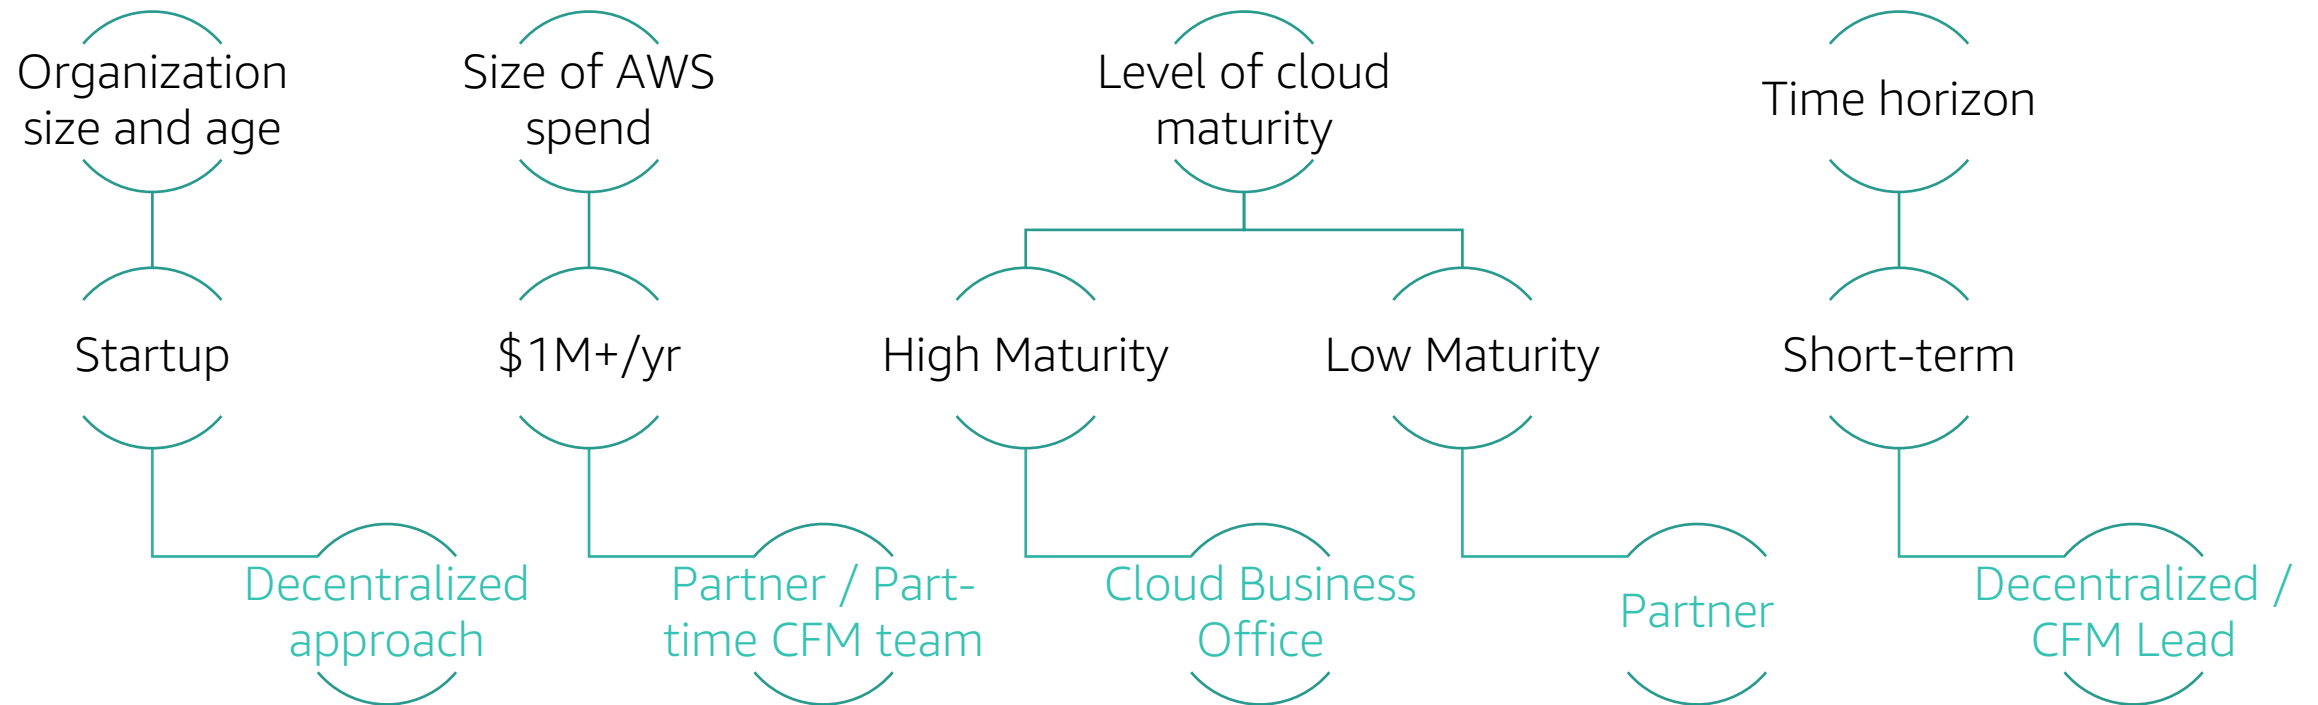 Organization
size and age
Size of AWS
spend
Level of cloud
maturity
Time horizon
Startup
$1M+/yr
High Maturity
Low Maturity
Short-term
Decentralized
approach
Partner / Part-
time CFM team
Cloud Business
Office
Partner
Decentralized /
CFM Lead